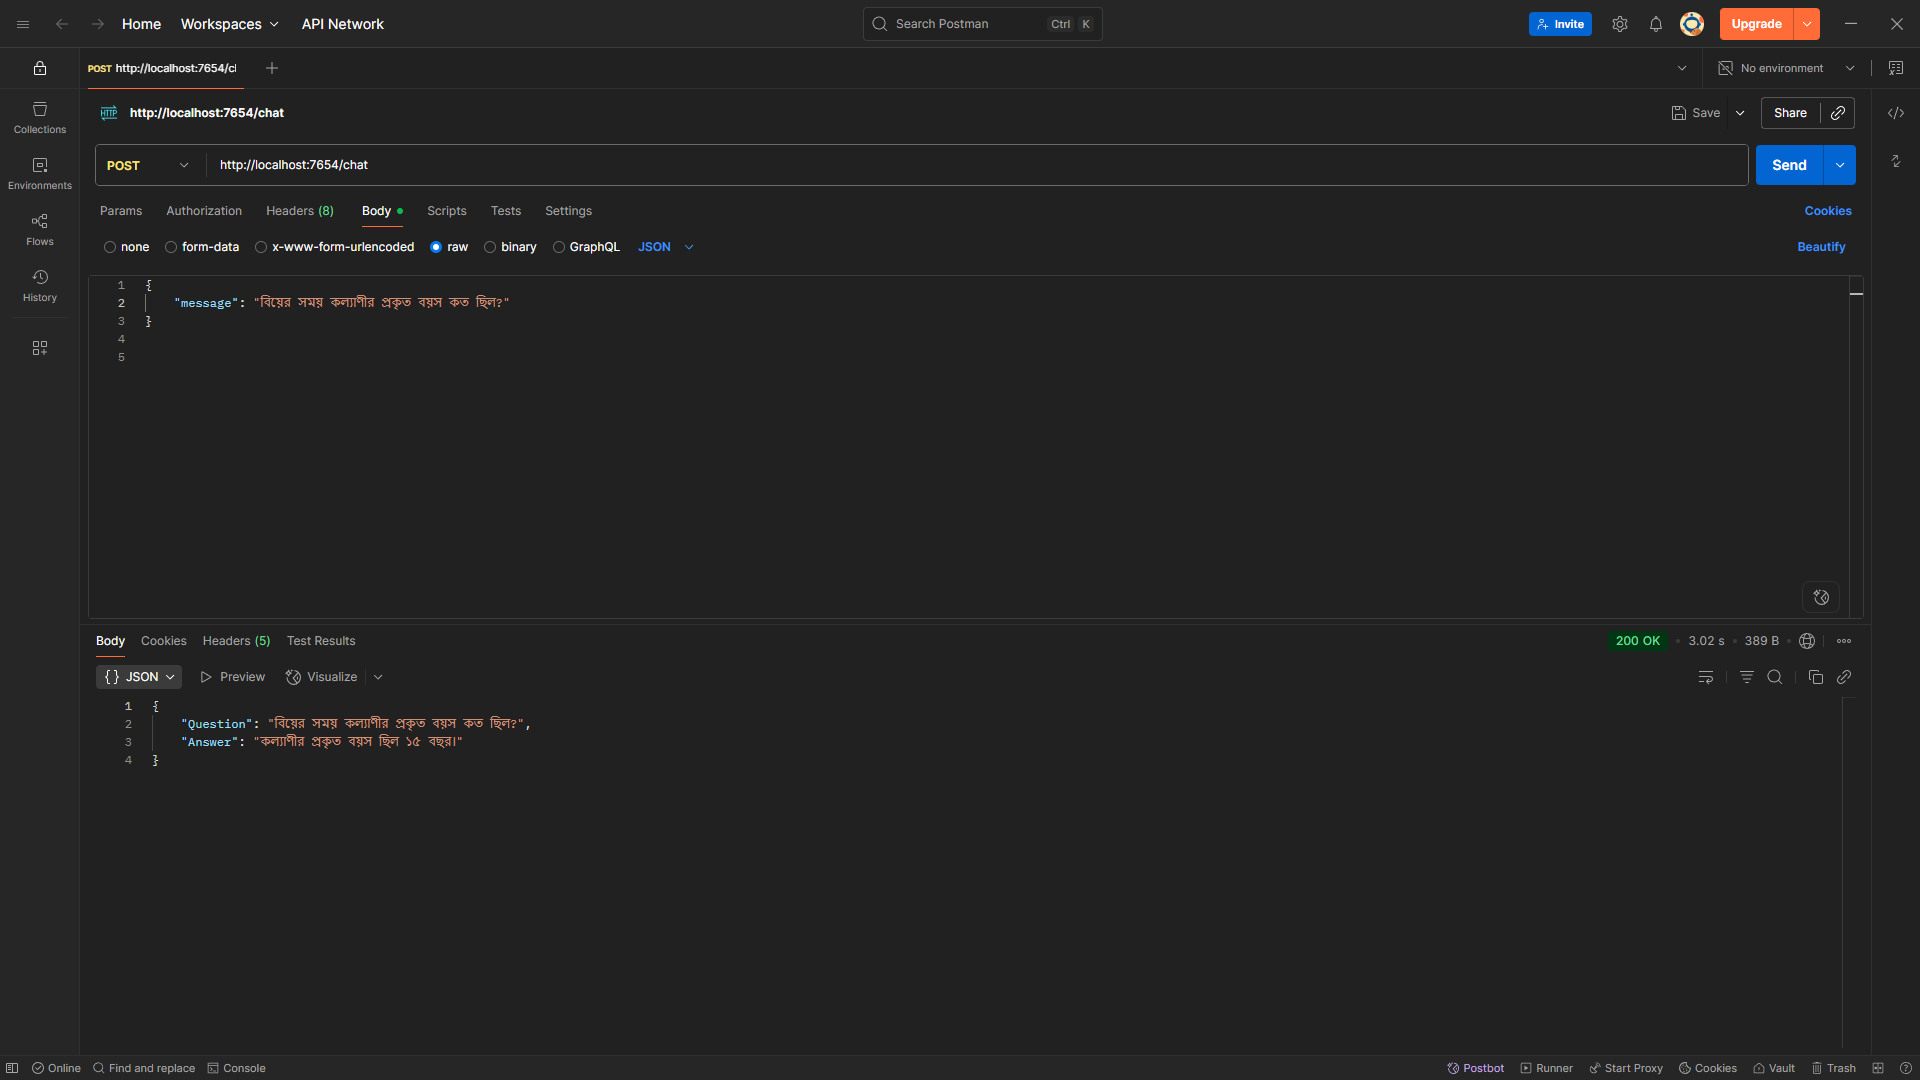 Home Workspaces API Network Search Postman Ctrl K Invite Upgrade
POST http://localhost:7654/cl No environment
HTTP http://localhost:7654/chat Save Share
POST http://localhost:7654/chat Send
Params Authorization Headers (8) Body Scripts Tests Settings Cookies
none form-data x-www-form-urlencoded raw binary GraphQL JSON Beautify
Collections
Environments
Flows
History
1 {
2 "message": "বিয়ের সময় কল্যাণীর প্রকৃত বয়স কত ছিল?"
3 }
4
5
Body Cookies Headers (5) Test Results 200 OK 3.02 s 389 B
{} JSON Preview Visualize
1 {
2 "Question": "বিয়ের সময় কল্যাণীর প্রকৃত বয়স কত ছিল?",
3 "Answer": "কল্যাণীর প্রকৃত বয়স ছিল ১৫ বছর।"
4 }
Online Find and replace Console Postbot Runner Start Proxy Cookies Vault Trash